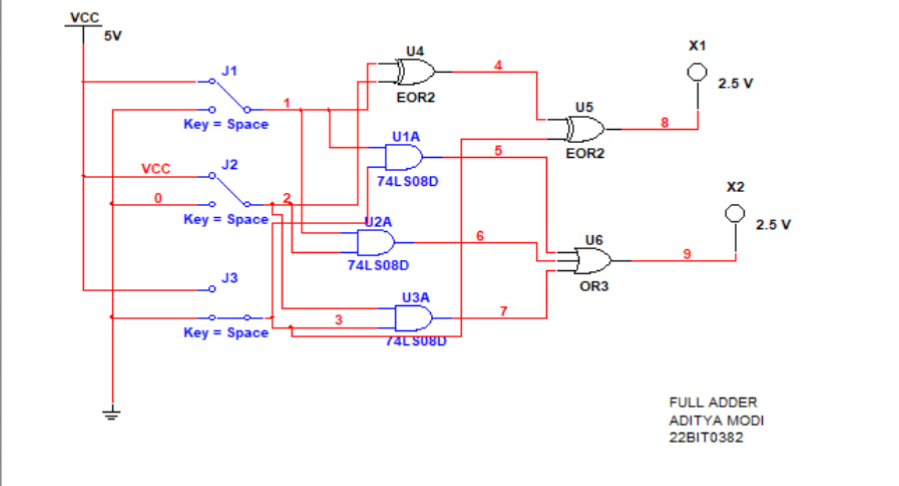 VCC
5V
J1
1
Key = Space
J2
VCC
0
2
Key = Space
J3
3
Key = Space
U4
4
EOR2
U1A
5
74LS08D
U2A
6
74LS08D
U3A
7
74LS08D
U5
8
EOR2
U6
9
OR3
X1
2.5 V
X2
2.5 V
FULL ADDER
ADITYA MODI
22BIT0382